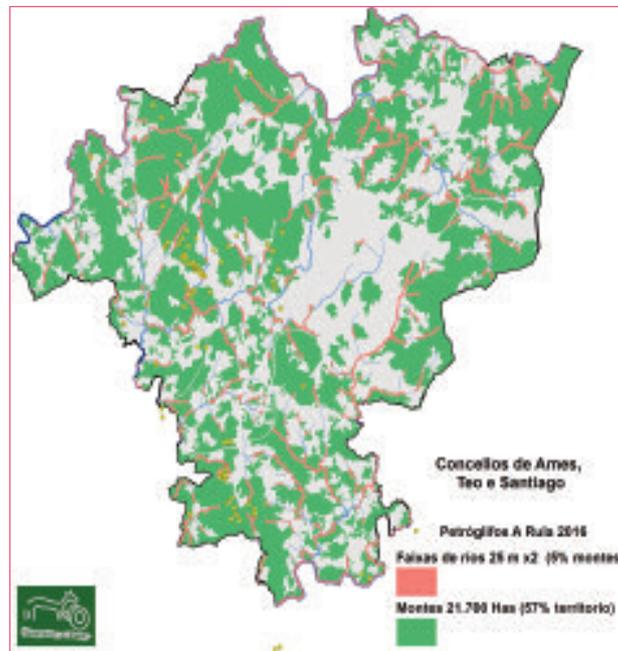 Concellos de Ames,
Teo e Santiago
Petróglifos A Rula 2016
Faixas de ríos 25 m x2 (5% montes
Montes 21.700 Has (57% territorio)